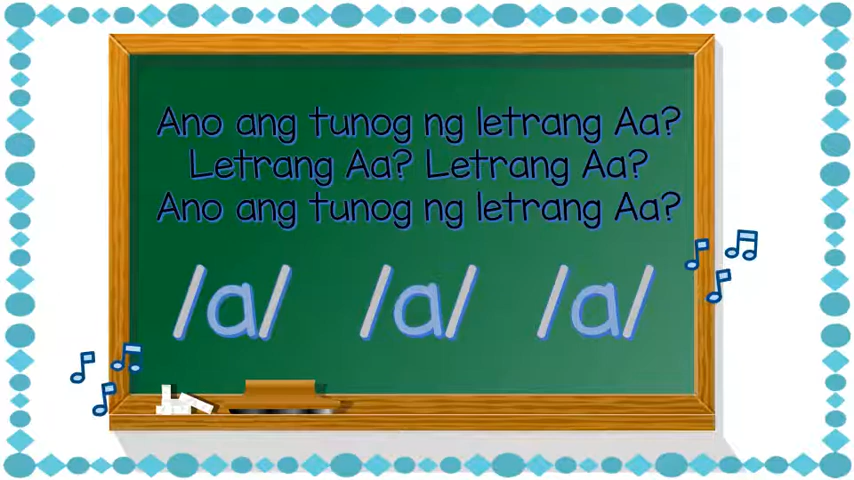 Ano ang tunog ng letrang Aa?
Letrang Aa? Letrang Aa?
Ano ang tunog ng letrang Aa?
/a/ /a/ /a/